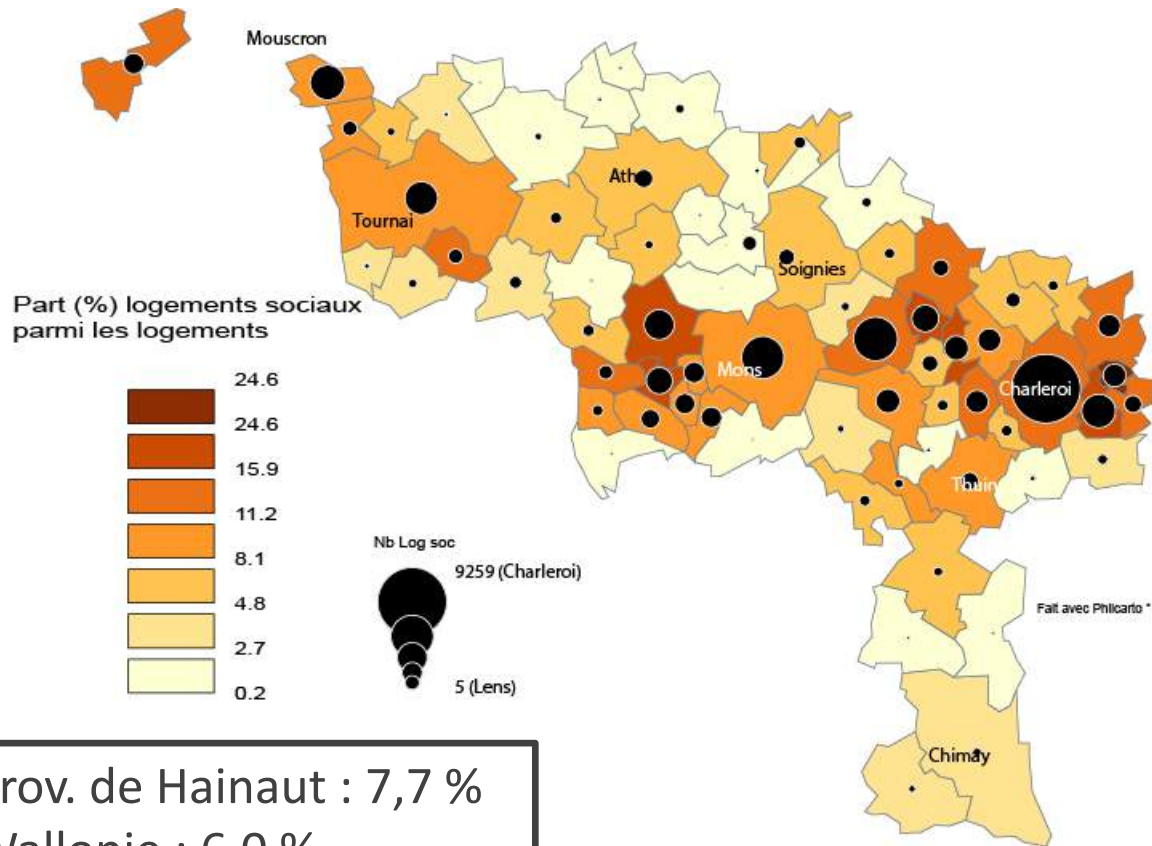 Mouscron
Ath
Tournai
Soignies
Part (%) logements sociaux
parmi les logements
24.6
24.6
15.9
11.2
8.1
4.8
2.7
0.2
Mons
Charleroi
Thuin
Nb Log soc
9259 (Charleroi)
5 (Lens)
Fait avec Philcarto *
Chimay
rov. de Hainaut : 7,7 %